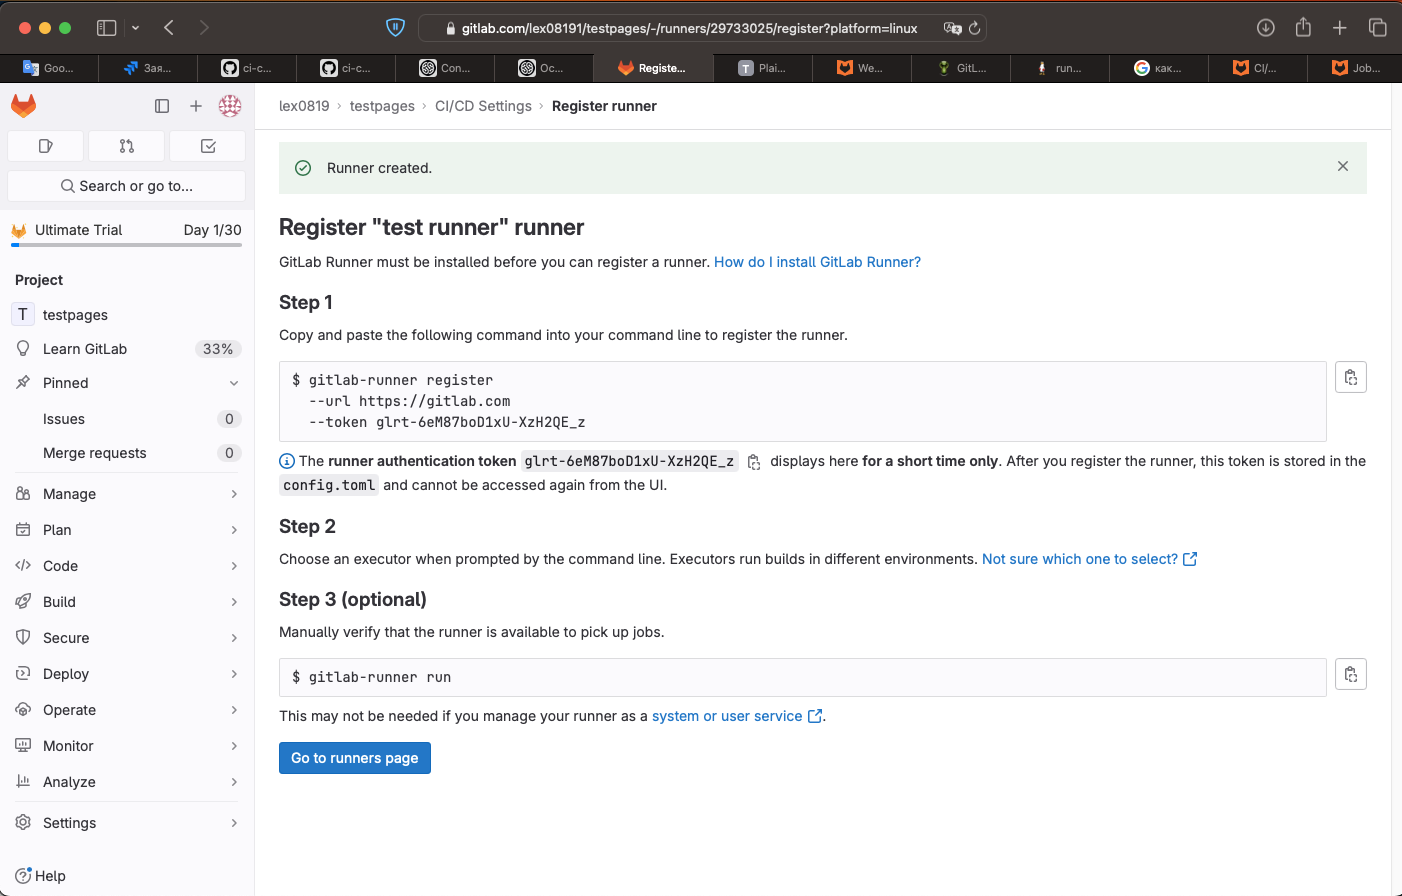 gitlab.com/lex08191/testpages/-/runners/29733025/register?platform=linux
Goo...
Зая...
ci-c...
ci-c...
Con...
Oc...
Registe...
T Plai...
We...
GitL...
run...
как...
CI/...
Job...
lex0819 › testpages › CI/CD Settings › Register runner
Search or go to...
Ultimate Trial Day 1/30
Project
T testpages
Learn GitLab 33%
Pinned
Issues 0
Merge requests 0
Manage
Plan
Code
Build
Secure
Deploy
Operate
Monitor
Analyze
Settings
Help
Runner created.
Register "test runner" runner
GitLab Runner must be installed before you can register a runner. How do I install GitLab Runner?
Step 1
Copy and paste the following command into your command line to register the runner.
$ gitlab-runner register
--url https://gitlab.com
--token glrt-6eM87boD1xU-XzH2QE_z
The runner authentication token glrt-6eM87boD1xU-XzH2QE_z displays here for a short time only. After you register the runner, this token is stored in the
config.toml and cannot be accessed again from the UI.
Step 2
Choose an executor when prompted by the command line. Executors run builds in different environments. Not sure which one to select?
Step 3 (optional)
Manually verify that the runner is available to pick up jobs.
$ gitlab-runner run
This may not be needed if you manage your runner as a system or user service.
Go to runners page